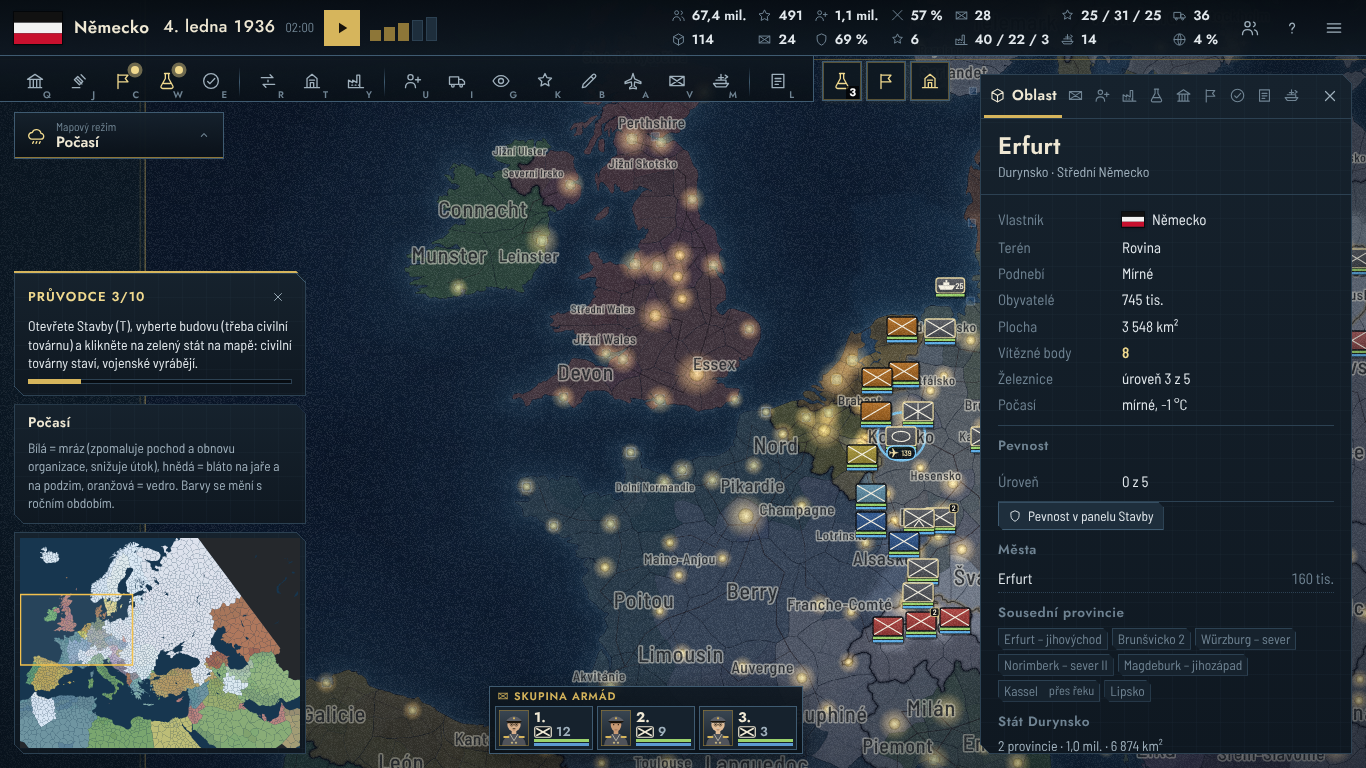 Německo 4. ledna 1936 02:00
67,4 mil. 491 1,1 mil. 57 % 28 25 / 31 / 25 36
114 24 69 % 6 40 / 22 / 3 14 4 %
?
Q J C W E R T Y U I G K B A V M L
3
Mapový režim
Počasí
PRŮVODCE 3/10
Otevřete Stavby (T), vyberte budovu (třeba civilní
továrnu) a klikněte na zelený stát na mapě: civilní
továrny staví, vojenské vyrábějí.
Počasí
Bílá = mráz (zpomaluje pochod a obnovu
organizace, snižuje útok), hnědá = bláto na jaře a
na podzim, oranžová = vedro. Barvy se mění s
ročním obdobím.
Perthshire
Jižní Ulster
Jižní Skotsko
Severní Irsko
Connacht
Munster
Leinster
Střední Wales
Jižní Wales
Devon
Essex
25
139
Nord
Hesensko
Dolní Normandie
Pikardie
Champagne
2
Maine-Anjou
Poitou
Berry
Franche-Comté
2
Limousin
Auvergne
Akvitánie
Galicie
León
Toulouse
Languedoc
Milán
Piemont
SKUPINA ARMÁD
1. 12
2. 9
3. 3
Oblast
Erfurt
Durynsko · Střední Německo
Vlastník Německo
Terén Rovina
Podnebí Mírné
Obyvatelé 745 tis.
Plocha 3 548 km²
Vítězné body 8
Železnice úroveň 3 z 5
Počasí mírné, -1 °C
Pevnost
Úroveň 0 z 5
Pevnost v panelu Stavby
Města
Erfurt 160 tis.
Sousední provincie
Erfurt – jihovýchod Brunšvicko 2 Würzburg – sever
Norimberk – sever II Magdeburk – jihozápad
Kassel přes řeku Lipsko
Stát Durynsko
2 provincie · 1,0 mil. · 6 874 km²